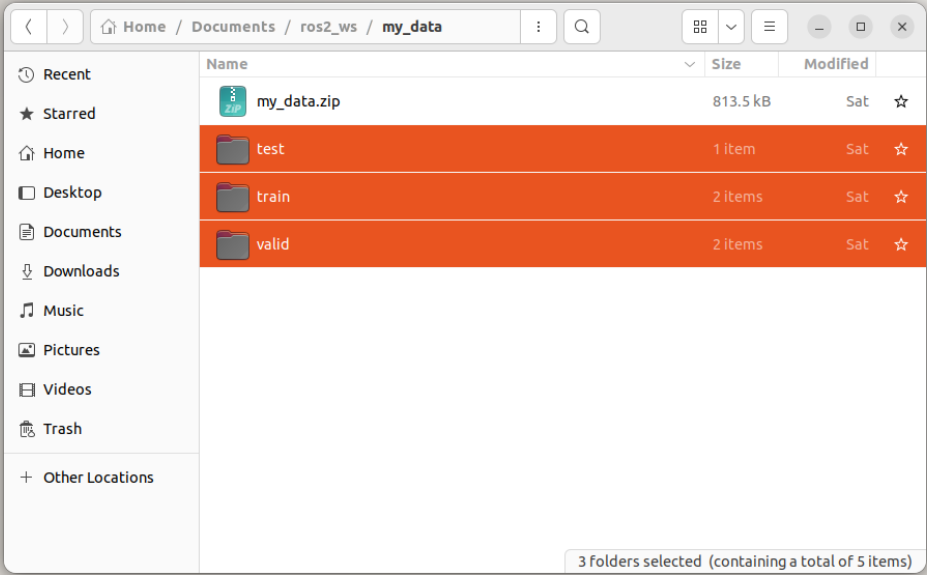 Home / Documents / ros2_ws / my_data
Recent
Starred
Home
Desktop
Documents
Downloads
Music
Pictures
Videos
Trash
Other Locations
Name Size Modified
ZIP my_data.zip 813.5 kB Sat
test 1 item Sat
train 2 items Sat
valid 2 items Sat
3 folders selected (containing a total of 5 items)